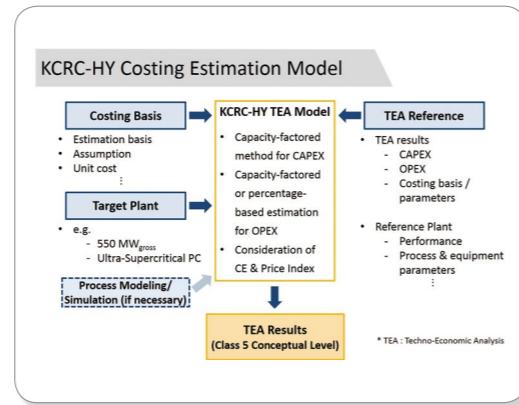 KCRC-HY Costing Estimation Model
Costing Basis
• Estimation basis
• Assumption
• Unit cost
⋮
Target Plant
• e.g.
- 550 MWgross
- Ultra-Supercritical PC
Process Modeling/
Simulation (if necessary)
KCRC-HY TEA Model
• Capacity-factored
method for CAPEX
• Capacity-factored
or percentage-
based estimation
for OPEX
• Consideration of
CE & Price Index
TEA Results
(Class 5 Conceptual Level)
TEA Reference
• TEA results
- CAPEX
- OPEX
- Costing basis /
parameters
• Reference Plant
- Performance
- Process & equipment
parameters
⋮
* TEA : Techno-Economic Analysis